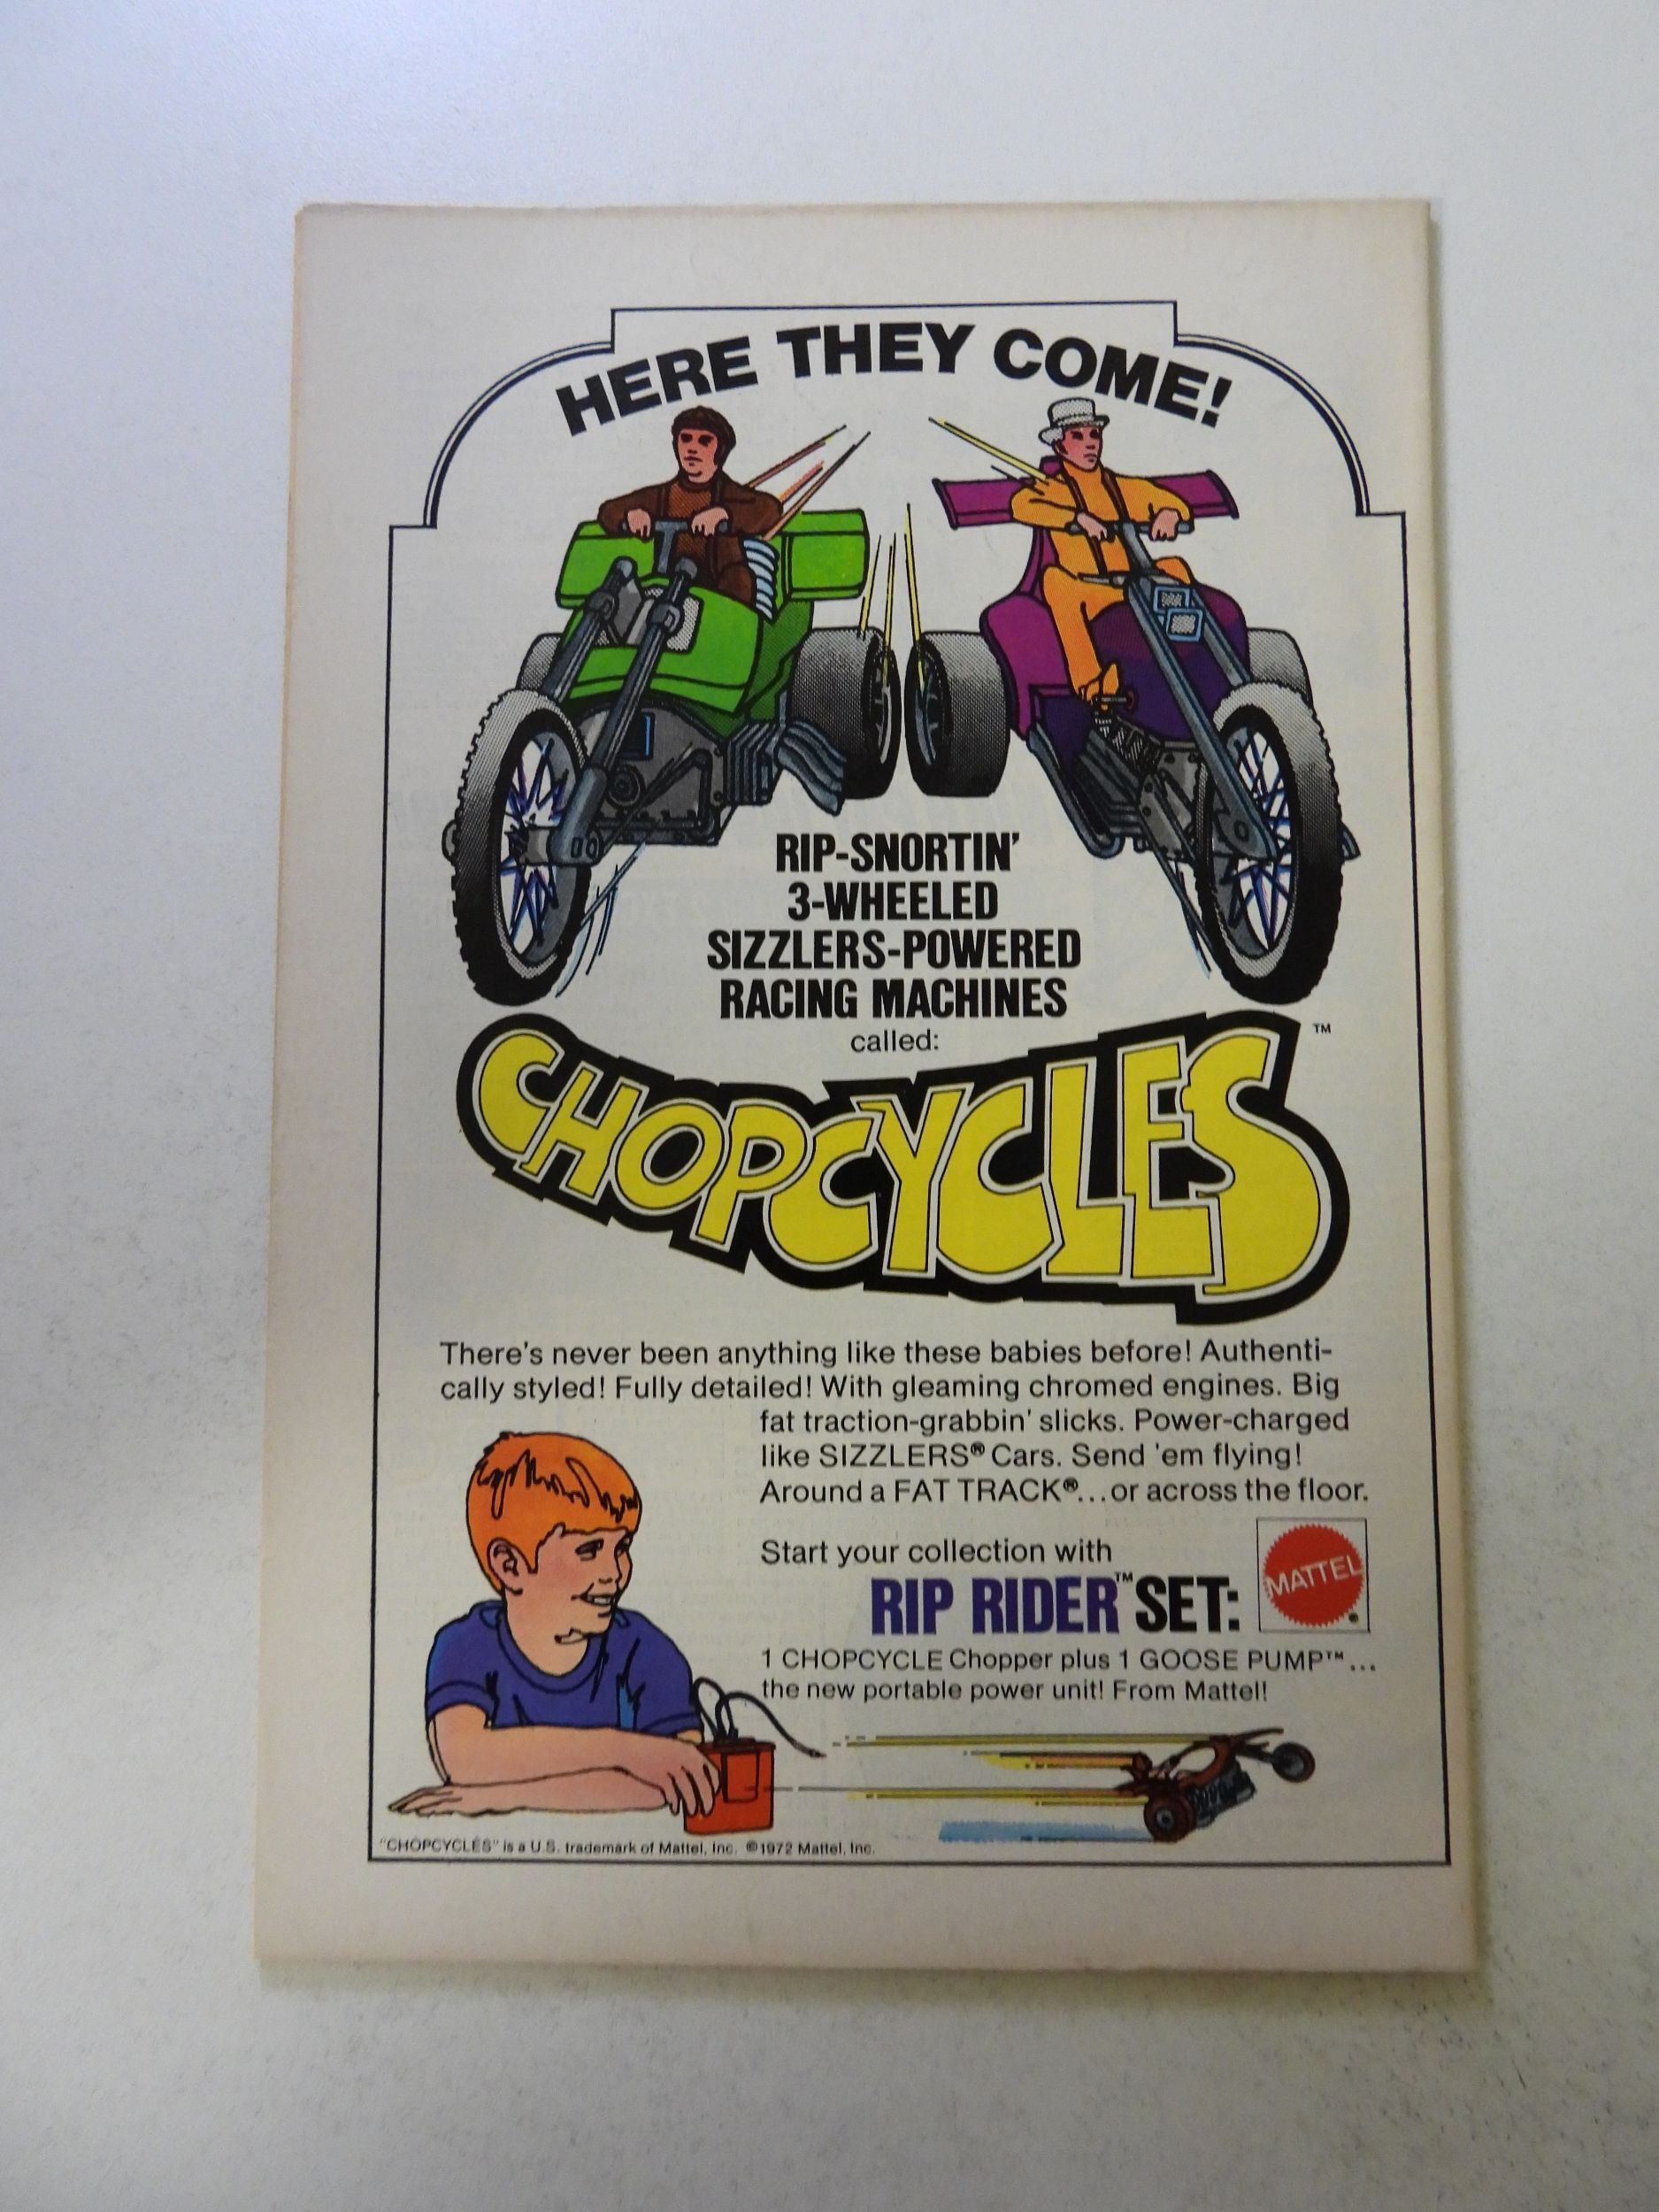 HERE THEY COME!
RIP-SNORTIN'
3-WHEELED
SIZZLERS-POWERED
RACING MACHINES
called:
CHOPCYCLES™
There's never been anything like these babies before! Authenti-
cally styled! Fully detailed! With gleaming chromed engines. Big
fat traction-grabbin' slicks. Power-charged
like SIZZLERS® Cars. Send 'em flying!
Around a FAT TRACK®...or across the floor.
Start your collection with
RIP RIDER™ SET:
MATTEL®
1 CHOPCYCLE Chopper plus 1 GOOSE PUMP™...
the new portable power unit! From Mattel!
"CHOPCYCLES" is a U.S. trademark of Mattel, Inc. ©1972 Mattel, Inc.